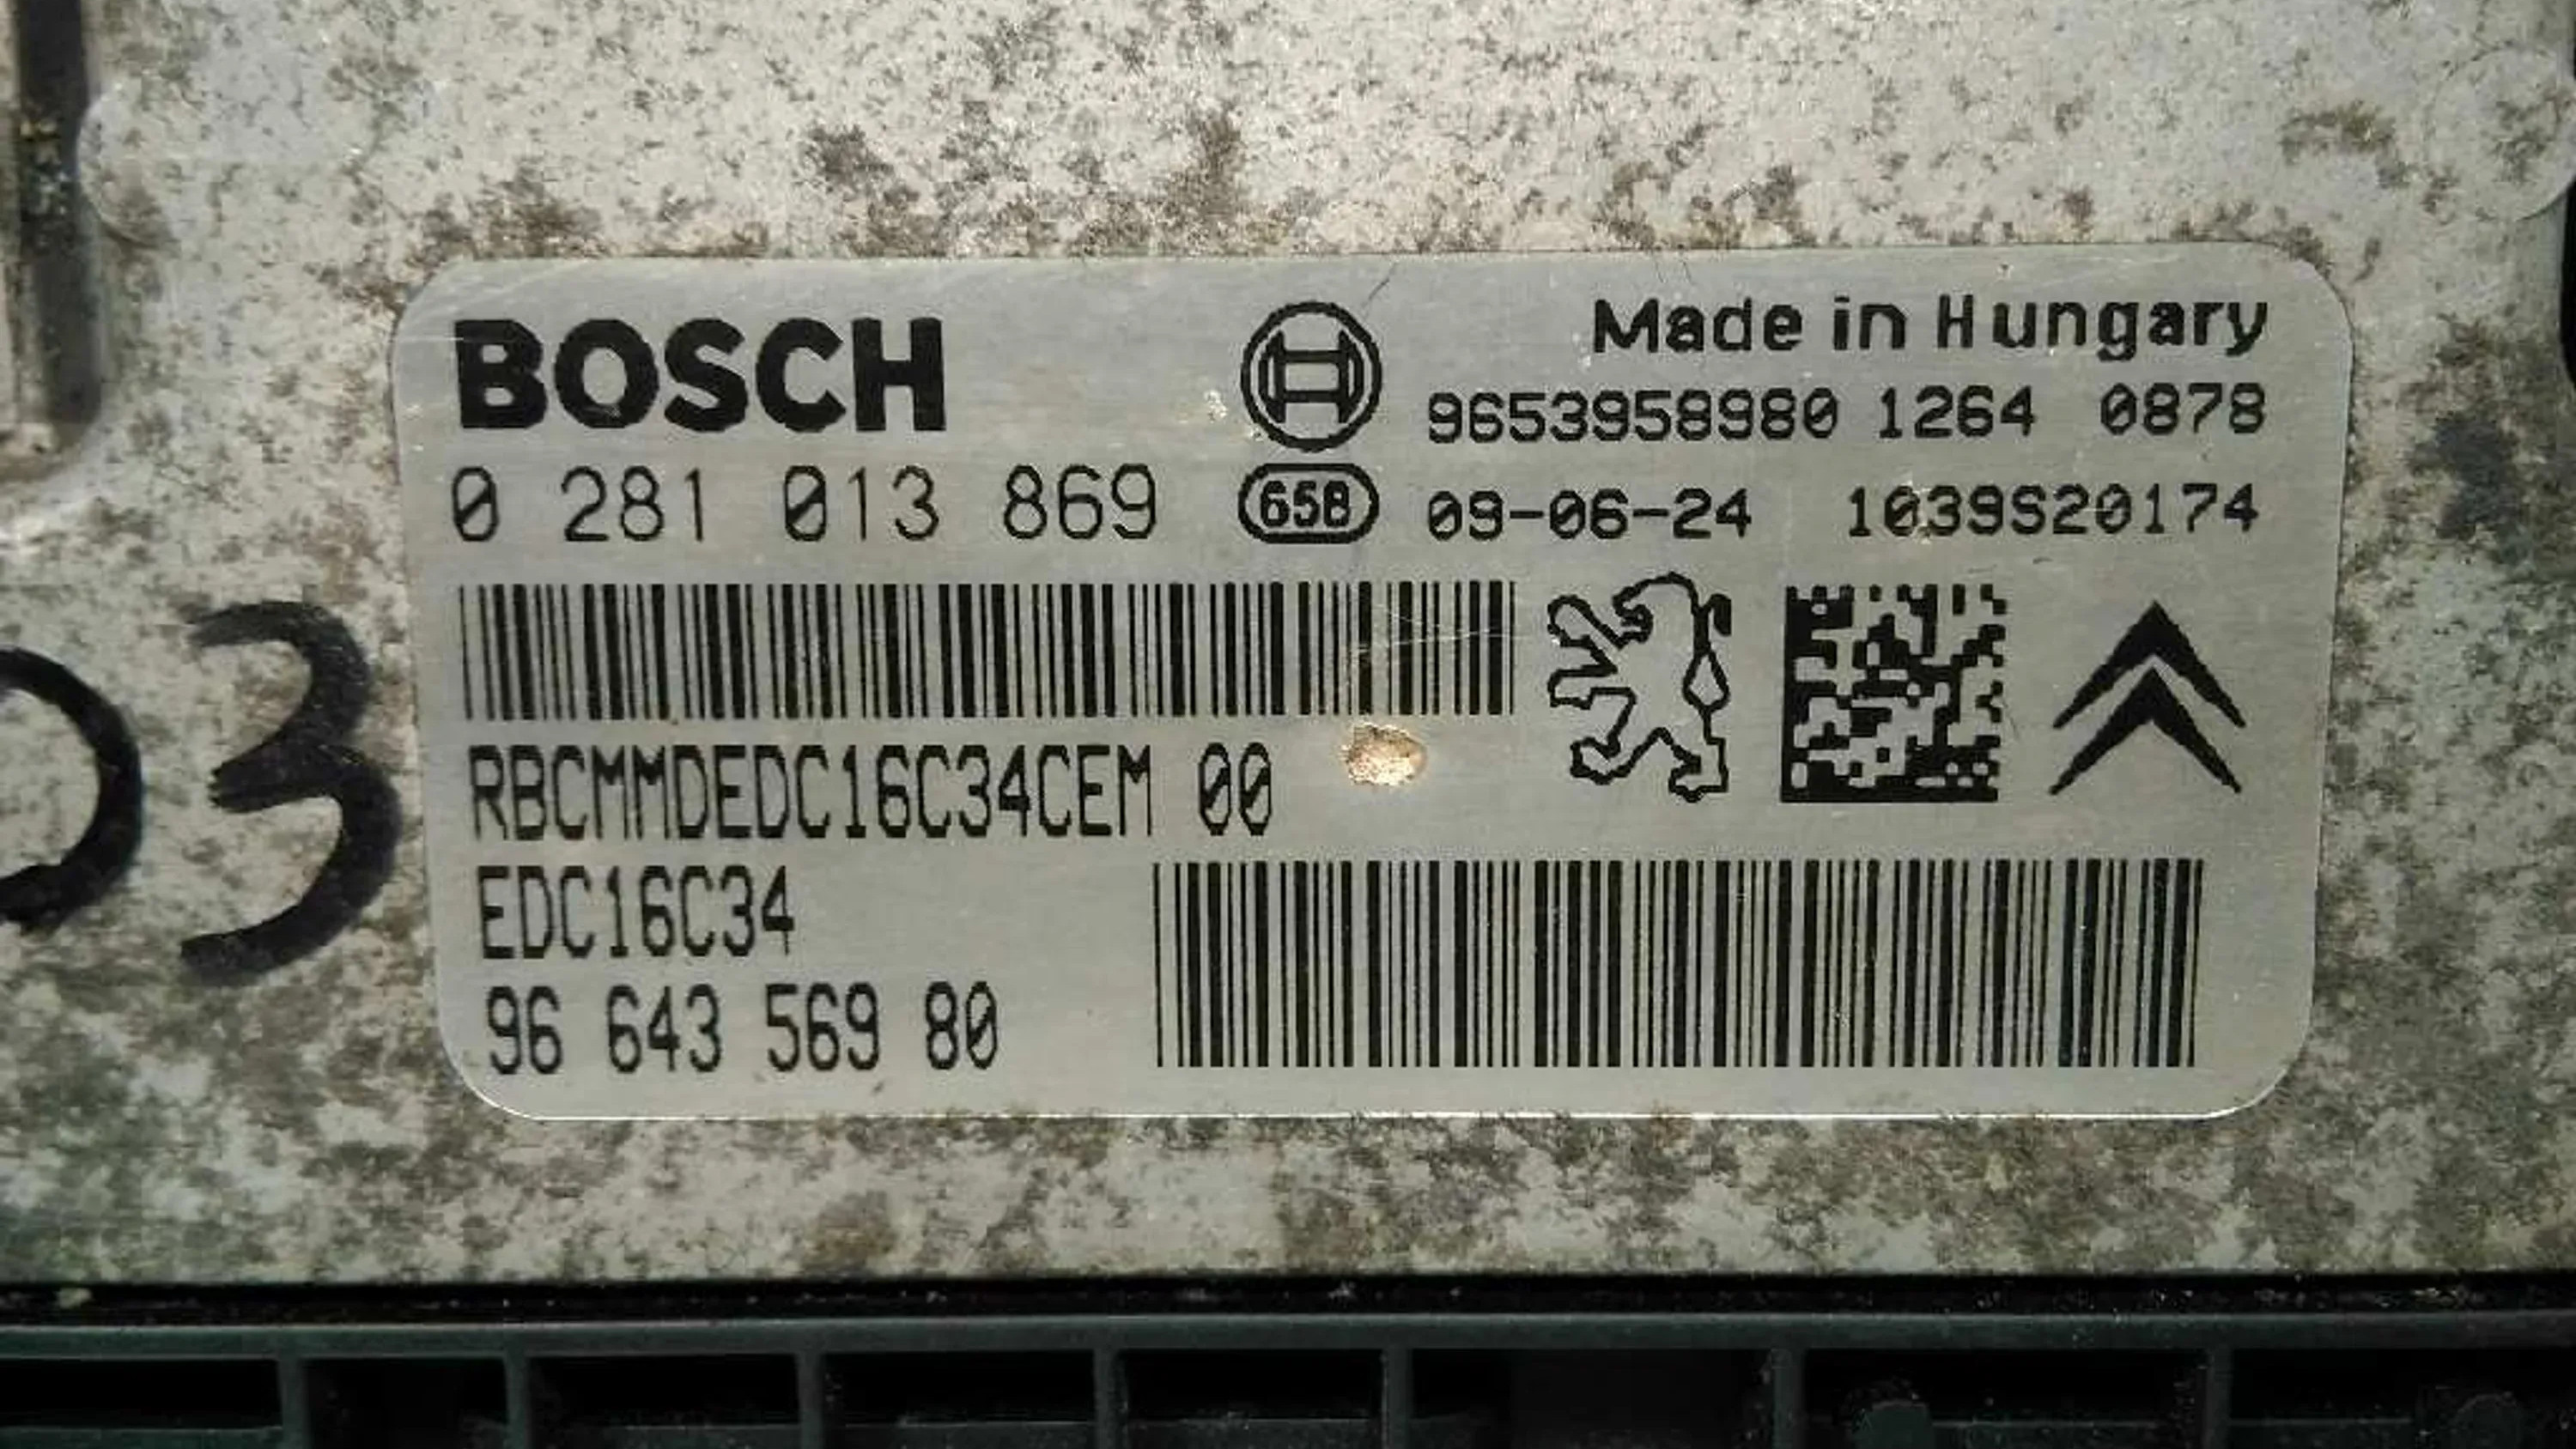 BOSCH
Made in Hungary
9653958980 1264 0878
0 281 013 869
658
09-06-24 1039S20174
03
RBCMMDEDC16C34CEM 00
EDC16C34
96 643 569 80